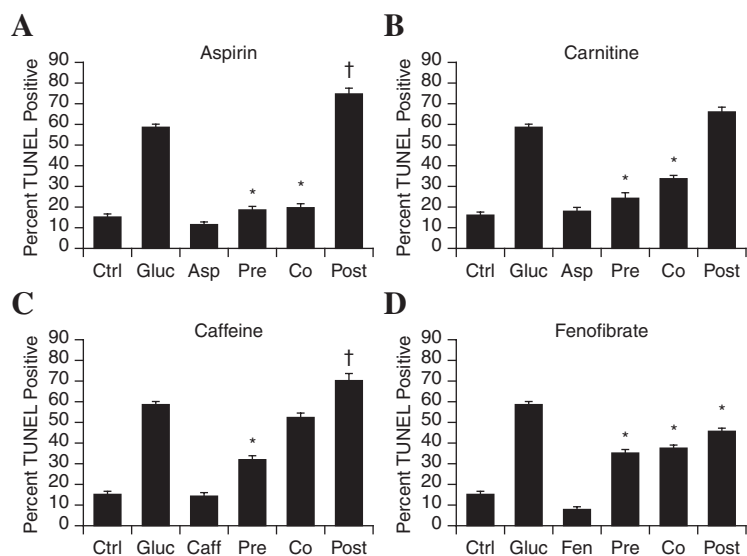 A
Aspirin
Percent TUNEL Positive
90
80
70
60
50
40
30
20
10
0
* * †
Ctrl Gluc Asp Pre Co Post
B
Carnitine
Percent TUNEL Positive
90
80
70
60
50
40
30
20
10
0
* *
Ctrl Gluc Asp Pre Co Post
C
Caffeine
Percent TUNEL Positive
90
80
70
60
50
40
30
20
10
0
* †
Ctrl Gluc Caff Pre Co Post
D
Fenofibrate
Percent TUNEL Positive
90
80
70
60
50
40
30
20
10
0
* * *
Ctrl Gluc Fen Pre Co Post